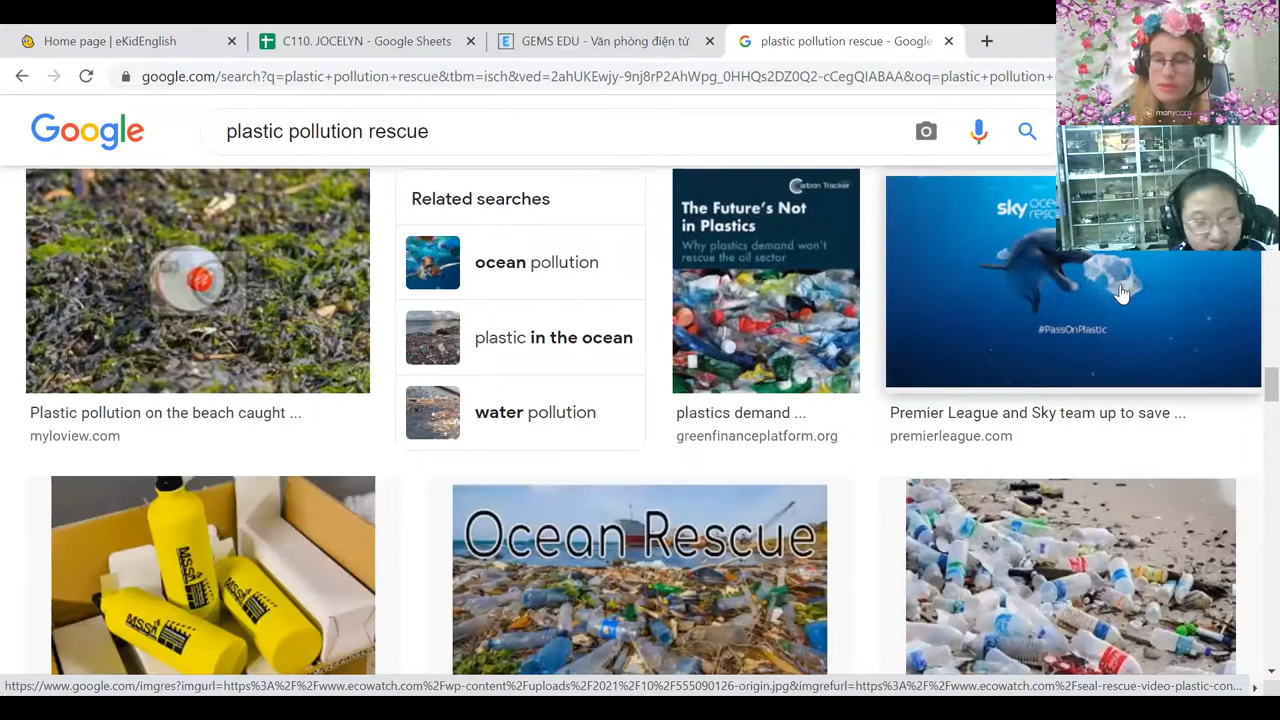 Home page | eKidEnglish
C110. JOCELYN - Google Sheets
GEMS EDU - Văn phòng điện tử
plastic pollution rescue - Google
google.com/search?q=plastic+pollution+rescue&tbm=isch&ved=2ahUKEwjy-9nj8rP2AhWpg_0HHQs2DZ0Q2-cCegQIABAA&oq=plastic+pollution+
manycam
Google
plastic pollution rescue
Related searches
ocean pollution
plastic in the ocean
water pollution
Carbon Tracker
The Future's Not
in Plastics
Why plastics demand won't
rescue the oil sector
sky
#PassOnPlastic
Plastic pollution on the beach caught ...
myloview.com
plastics demand ...
greenfinanceplatform.org
Premier League and Sky team up to save ...
premierleague.com
MSSA
MSSA
MSSA
Ocean Rescue
https://www.google.com/imgres?imgurl=https%3A%2F%2Fwww.ecowatch.com%2Fwp-content%2Fuploads%2F2021%2F10%2F555090126-origin.jpg&imgrefurl=https%3A%2F%2Fwww.ecowatch.com%2Fseal-rescue-video-plastic-con...